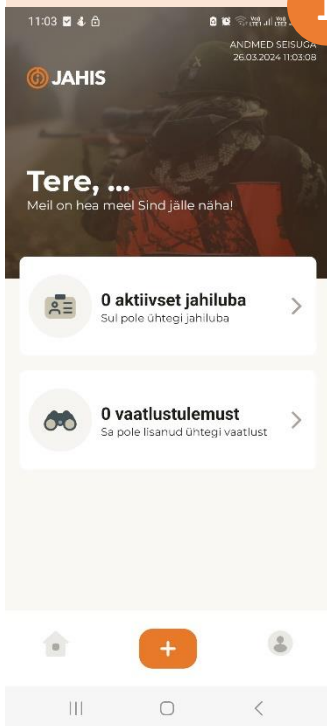 11:03
ANDMED SEISUGA
26.03.2024 11:03:08
JAHIS
Tere, ...
Meil on hea meel Sind jälle näha!
0 aktiivset jahiluba
Sul pole ühtegi jahiluba
0 vaatlustulemust
Sa pole lisanud ühtegi vaatlust